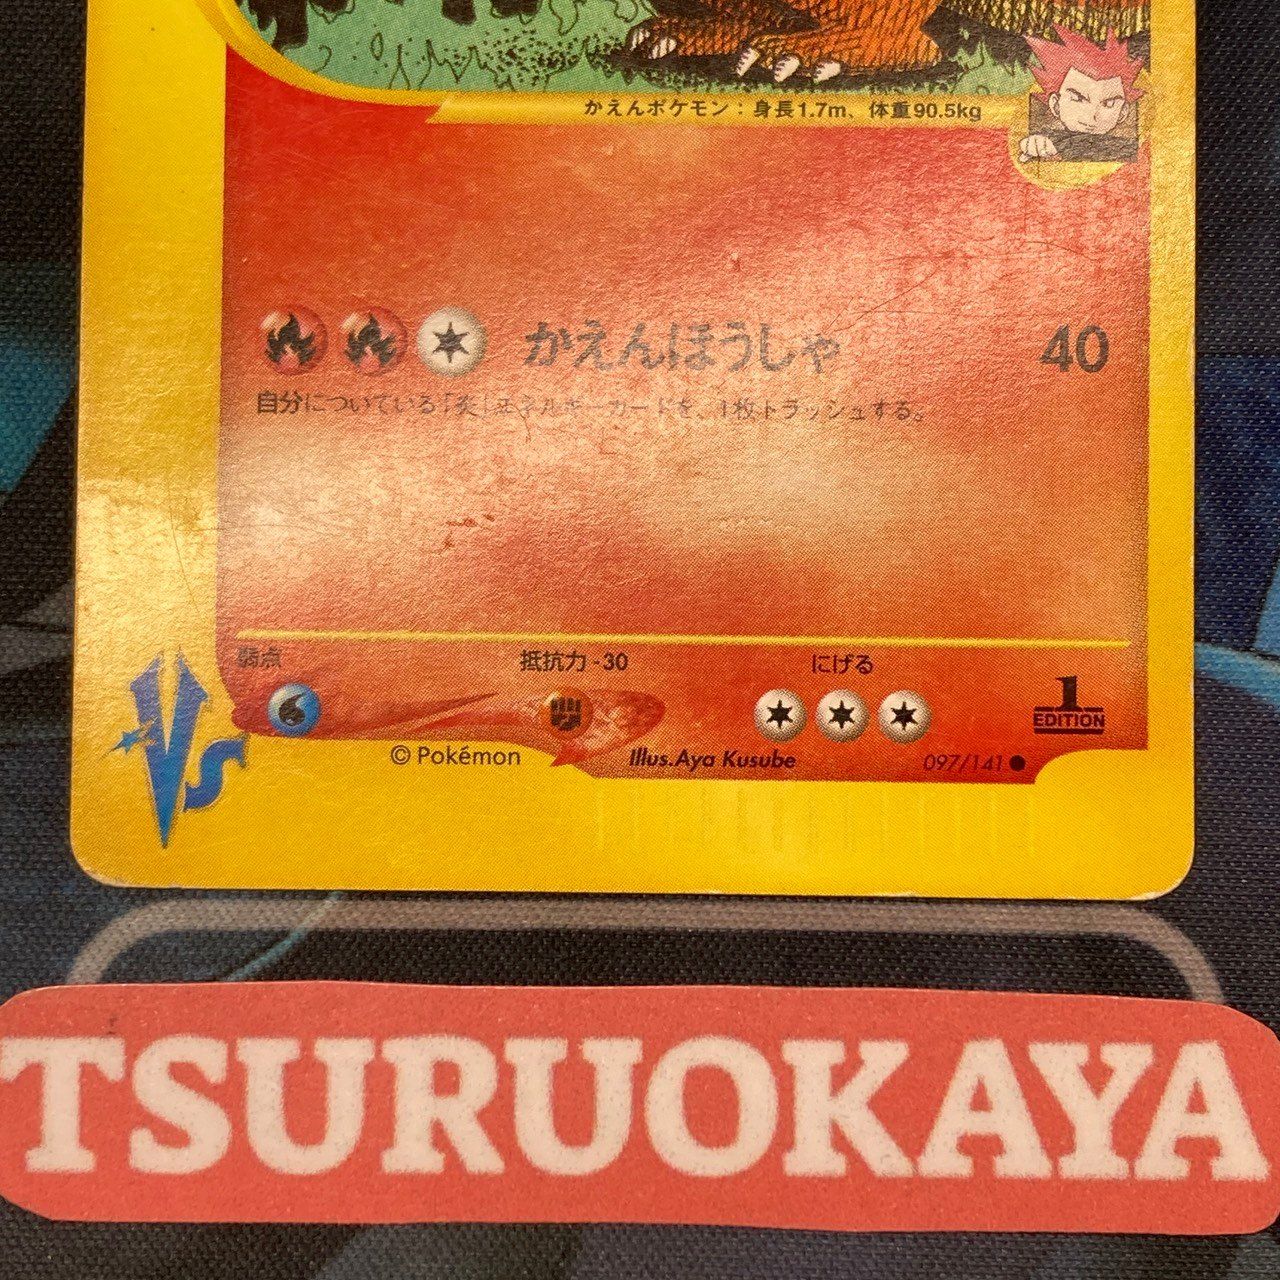 かえんポケモン：身長1.7m、体重90.5kg
かえんほうしゃ 40
自分についている「炎」エネルギーカードを、1枚トラッシュする。
弱点 抵抗力-30 にげる
1
EDITION
VS
© Pokémon Illus.Aya Kusube 097/141 ●
TSURUOKAYA